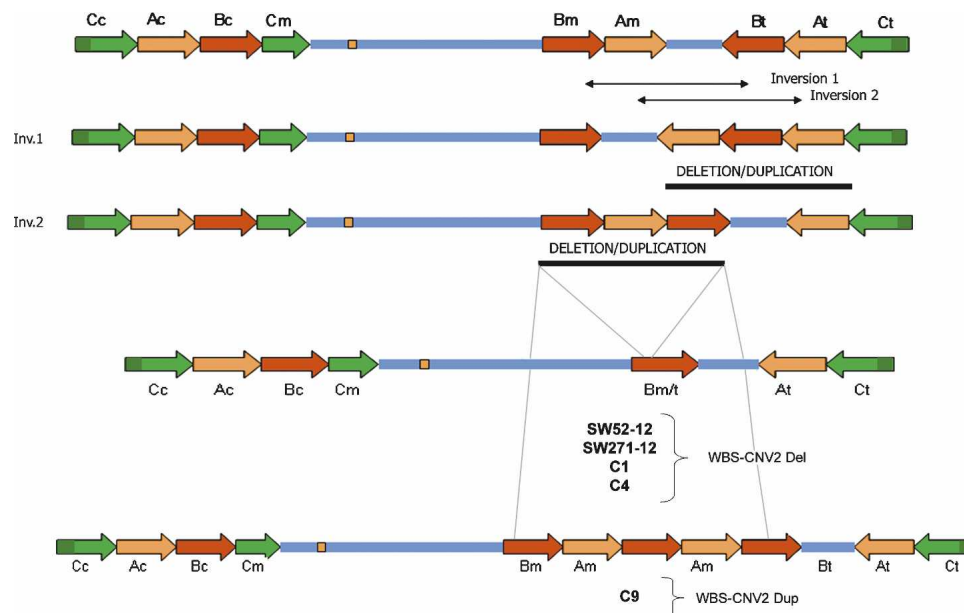 Cc Ac Bc Cm Bm Am Bt At Ct
Inversion 1
Inversion 2
Inv.1
DELETION/DUPLICATION
Inv.2
DELETION/DUPLICATION
Cc Ac Bc Cm Bm/t At Ct
SW52-12
SW271-12
C1
C4
WBS-CNV2 Del
Cc Ac Bc Cm Bm Am Am Bt At Ct
C9
WBS-CNV2 Dup